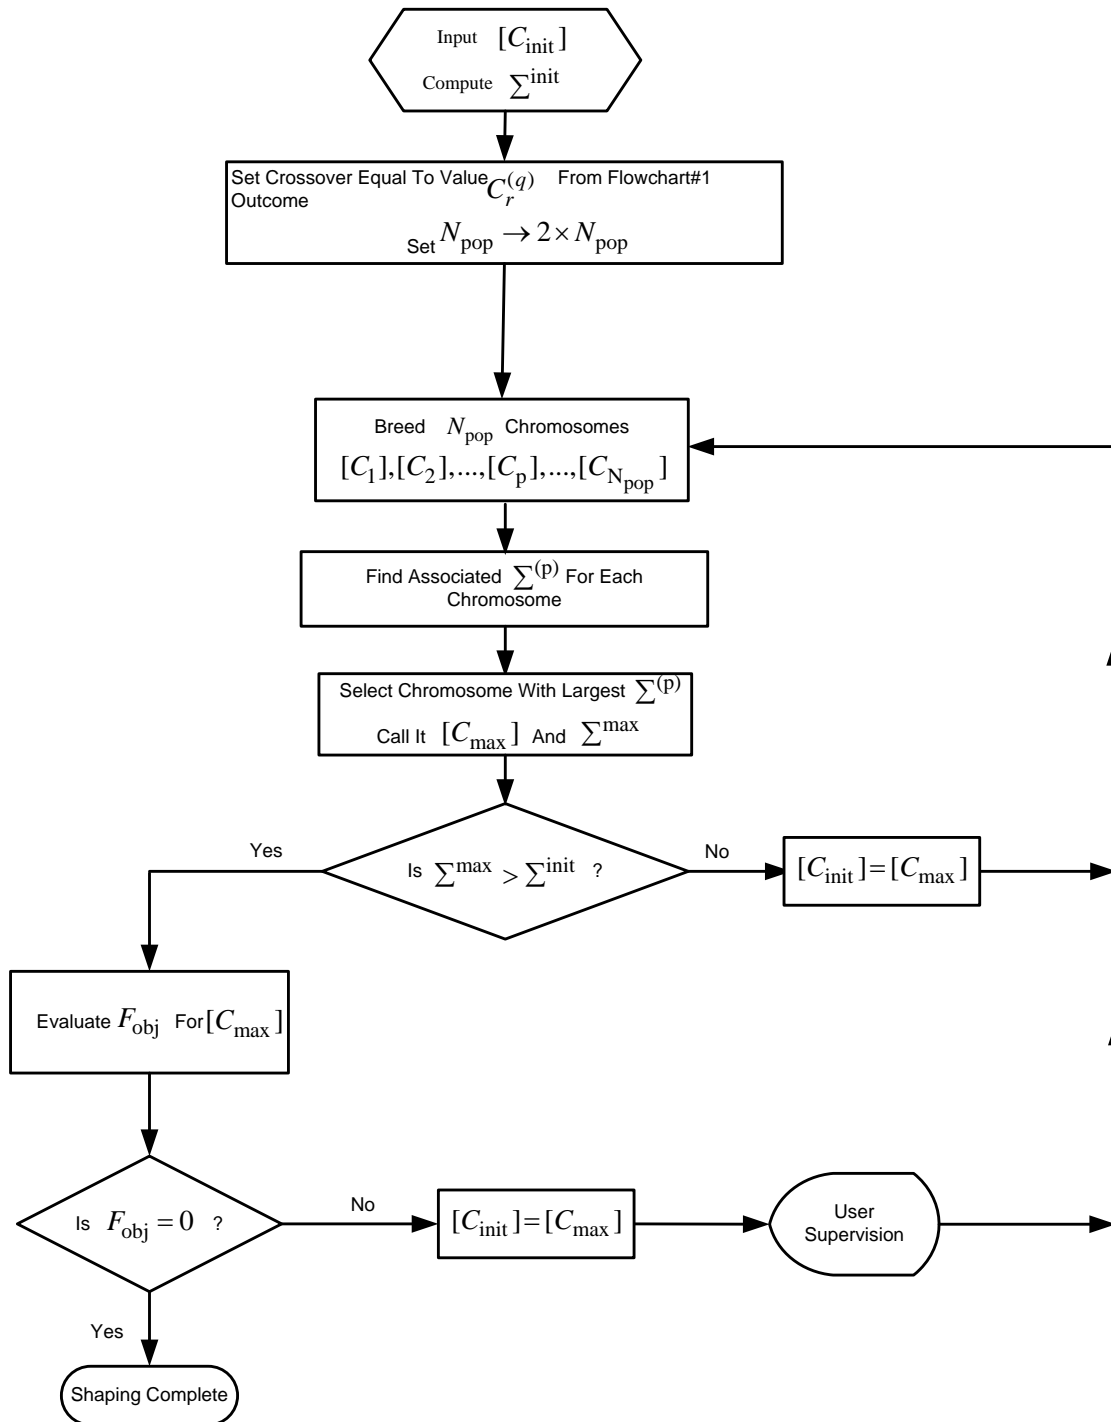 Input [C_init]
Compute ∑^init
Set Crossover Equal To Value C_r^(q) From Flowchart#1
Outcome
Set N_pop → 2 × N_pop
Breed N_pop Chromosomes
[C_1],[C_2],...,[C_p],...,[C_N_pop]
Find Associated ∑^(p) For Each
Chromosome
Select Chromosome With Largest ∑^(p)
Call It [C_max] And ∑^max
Yes
Is ∑^max > ∑^init ?
No
[C_init]=[C_max]
Evaluate F_obj For [C_max]
Is F_obj = 0 ?
No
[C_init]=[C_max]
User
Supervision
Yes
Shaping Complete